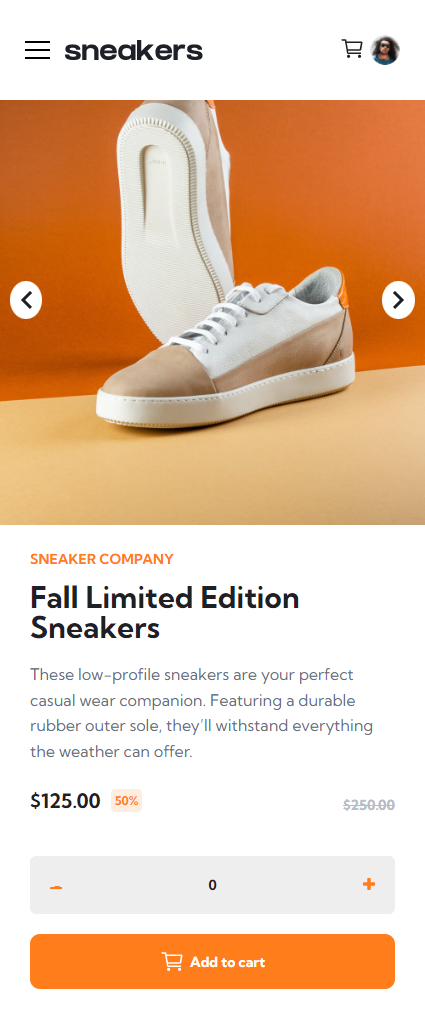 sneakers
SNEAKER COMPANY
Fall Limited Edition
Sneakers
These low-profile sneakers are your perfect
casual wear companion. Featuring a durable
rubber outer sole, they’ll withstand everything
the weather can offer.
$125.00 50% $250.00
0
Add to cart